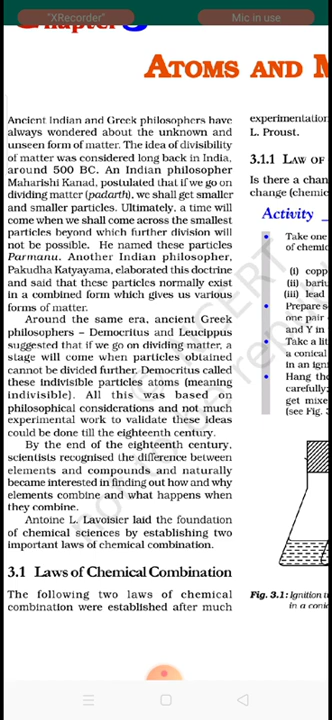 "XRecorder"
Mic in use
Chapter 3
ATOMS AND
Ancient Indian and Greek philosophers have
always wondered about the unknown and
unseen form of matter. The idea of divisibility
of matter was considered long back in India,
around 500 BC. An Indian philosopher
Maharishi Kanad, postulated that if we go on
dividing matter (padarth), we shall get smaller
and smaller particles. Ultimately, a time will
come when we shall come across the smallest
particles beyond which further division will
not be possible. He named these particles
Parmanu. Another Indian philosopher,
Pakudha Katyayama, elaborated this doctrine
and said that these particles normally exist
in a combined form which gives us various
forms of matter.
Around the same era, ancient Greek
philosophers – Democritus and Leucippus
suggested that if we go on dividing matter, a
stage will come when particles obtained
cannot be divided further. Democritus called
these indivisible particles atoms (meaning
indivisible). All this was based on
philosophical considerations and not much
experimental work to validate these ideas
could be done till the eighteenth century.
By the end of the eighteenth century,
scientists recognised the difference between
elements and compounds and naturally
became interested in finding out how and why
elements combine and what happens when
they combine.
Antoine L. Lavoisier laid the foundation
of chemical sciences by establishing two
important laws of chemical combination.
3.1 Laws of Chemical Combination
The following two laws of chemical
combination were established after much
experimentation
L. Proust.
3.1.1 LAW OF
Is there a chan
change (chemic
Activity
• Take one
of chemi
(i) copp
(ii) bariu
(iii) lead
• Prepare s
one pair
and Y in
• Take a lit
a conical
in an ign
• Hang th
carefully;
get mixe
(see Fig. 3
Fig. 3.1: Ignition t
in a coni